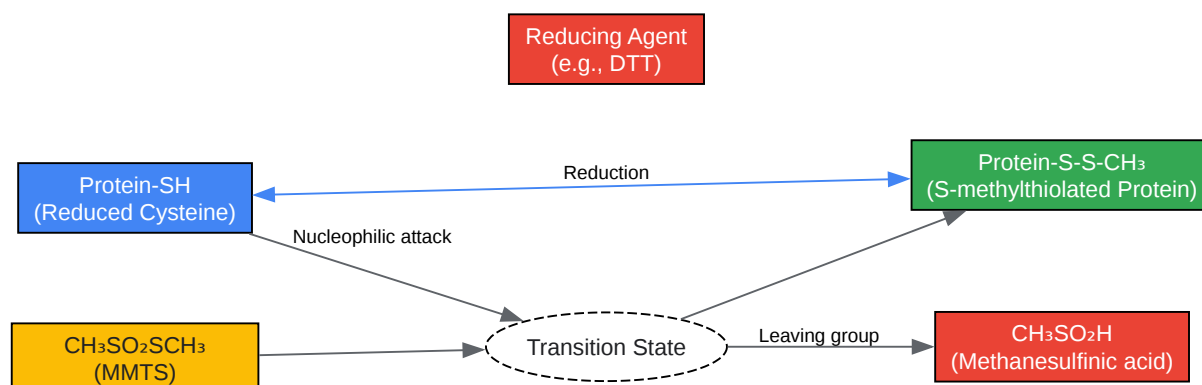 Reducing Agent
(e.g., DTT)
Protein-SH
(Reduced Cysteine)
Reduction
Protein-S-S-CH₃
(S-methylthiolated Protein)
Nucleophilic attack
CH₃SO₂SCH₃
(MMTS)
Transition State
Leaving group
CH₃SO₂H
(Methanesulfinic acid)